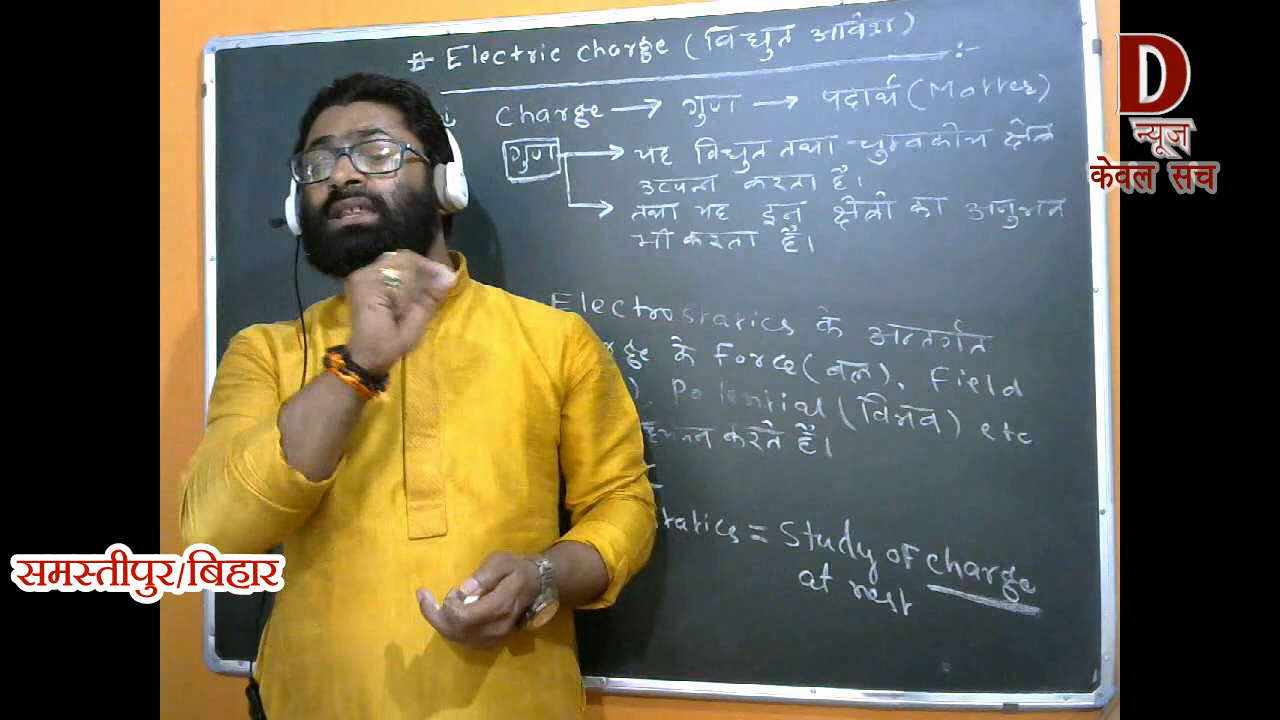 # Electric charge (विद्युत आवेश) :-
charge → गुण → पदार्थ (Matter)
गुण → यह विद्युत तथा चुम्बकीय क्षेत्र
उत्पन्न करता है।
→ तथा यह इन क्षेत्रो का अनुभव
भी करता है।
Electrostatics के अन्तर्गत
के Force (बल), Field
Potential (विभव) etc
करते है।
= Study of charge
at rest
D
न्यूज
केवल सच
समस्तीपुर/बिहार